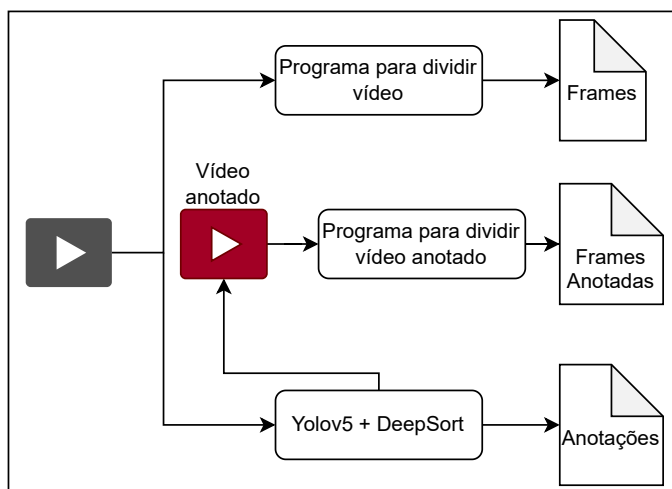 Programa para dividir
vídeo
Frames
Vídeo
anotado
Programa para dividir
vídeo anotado
Frames
Anotadas
Yolov5 + DeepSort
Anotações